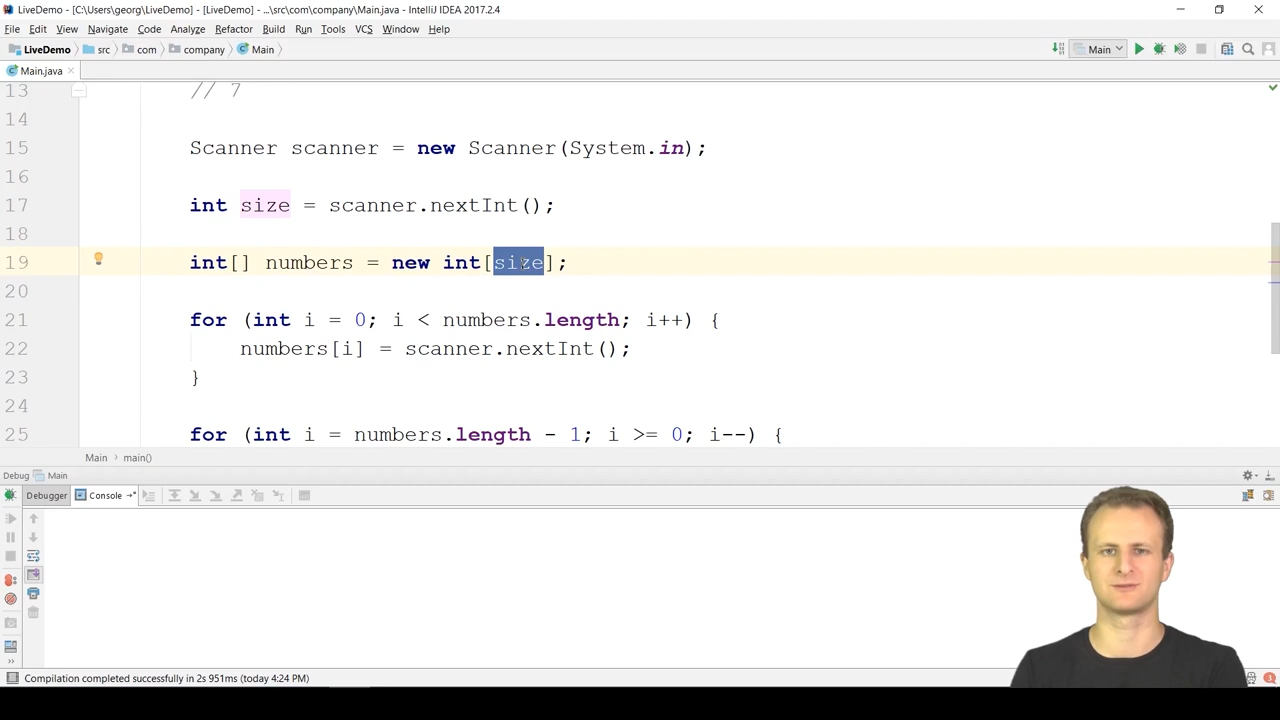 LiveDemo - [C:\Users\georg\LiveDemo] - [LiveDemo] - ...\src\com\company\Main.java - IntelliJ IDEA 2017.2.4
File Edit View Navigate Code Analyze Refactor Build Run Tools VCS Window Help
LiveDemo src com company Main Main
Main.java
13 // 7
14
15 Scanner scanner = new Scanner(System.in);
16
17 int size = scanner.nextInt();
18
19 int[] numbers = new int[size];
20
21 for (int i = 0; i < numbers.length; i++) {
22 numbers[i] = scanner.nextInt();
23 }
24
25 for (int i = numbers.length - 1; i >= 0; i--) {
Main main()
Debug Main
Debugger Console
Compilation completed successfully in 2s 951ms (today 4:24 PM) 3